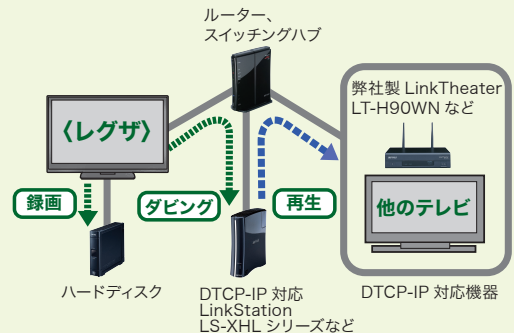 ルーター、
スイッチングハブ
弊社製 LinkTheater
LT-H90WN など
〈レグザ〉
録画
ダビング
再生
他のテレビ
ハードディスク
DTCP-IP 対応
LinkStation
LS-XHL シリーズなど
DTCP-IP 対応機器